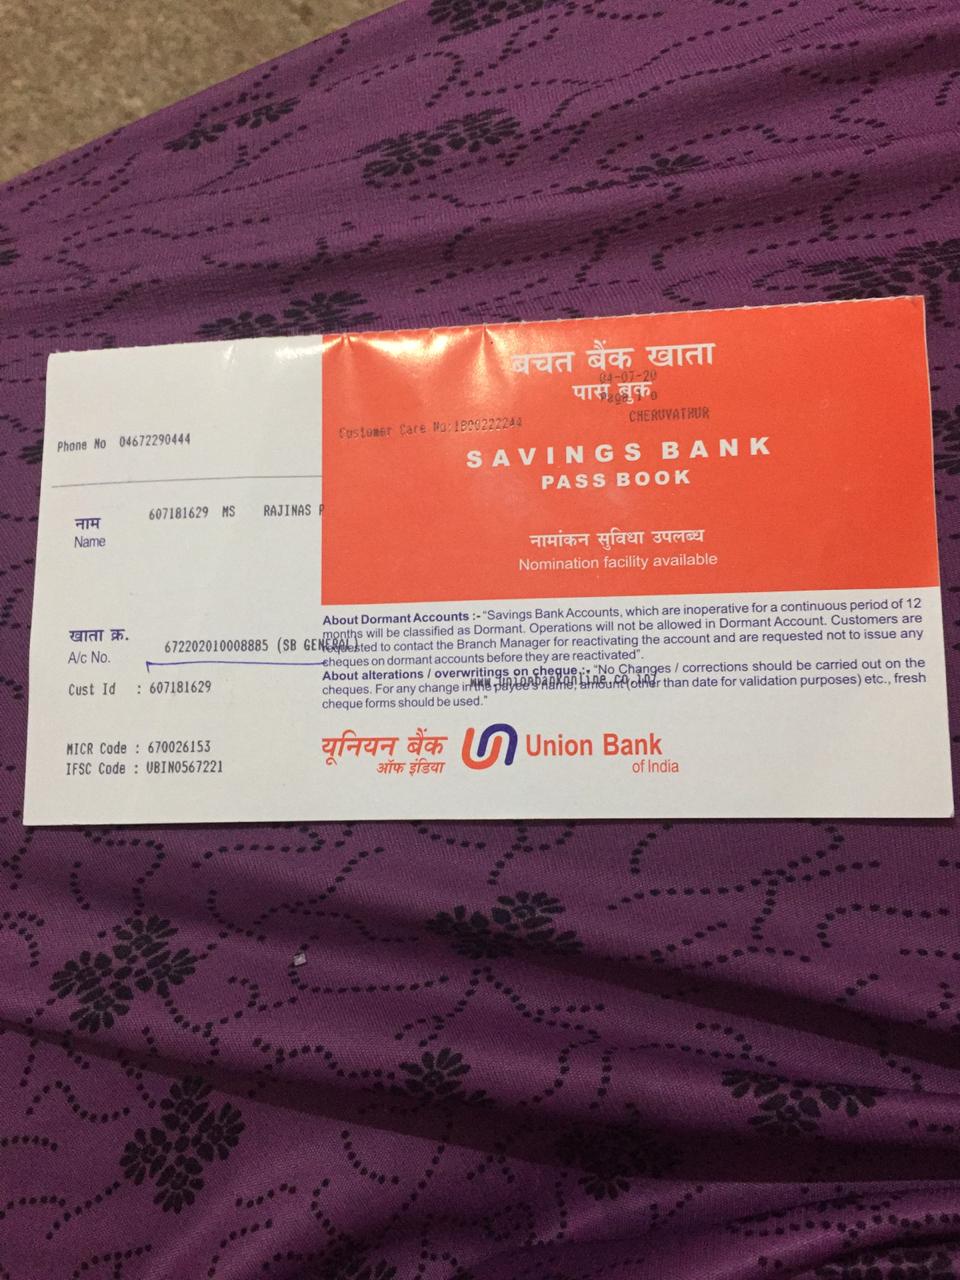 बचत बैंक खाता
04-07-20
पास बुक
CHERUVATHUR
Customer Care No:1800222244
Phone No 04672290444
SAVINGS BANK
PASS BOOK
नाम 607181629 MS RAJINAS P
Name
नामांकन सुविधा उपलब्ध
Nomination facility available
About Dormant Accounts :- “Savings Bank Accounts, which are inoperative for a continuous period of 12
months will be classified as Dormant. Operations will not be allowed in Dormant Account. Customers are
requested to contact the Branch Manager for reactivating the account and are requested not to issue any
cheques on dormant accounts before they are reactivated”.
About alterations / overwritings on cheque :- “No Changes / corrections should be carried out on the
cheques. For any change in the payee's name, amount (other than date for validation purposes) etc., fresh
cheque forms should be used.”
www.unionbankonline.co.in
खाता क्र. 672202010008885 (SB GENERAL)
A/c No.
Cust Id : 607181629
MICR Code : 670026153
IFSC Code : UBIN0567221
यूनियन बैंक
ऑफ इंडिया
Union Bank
of India